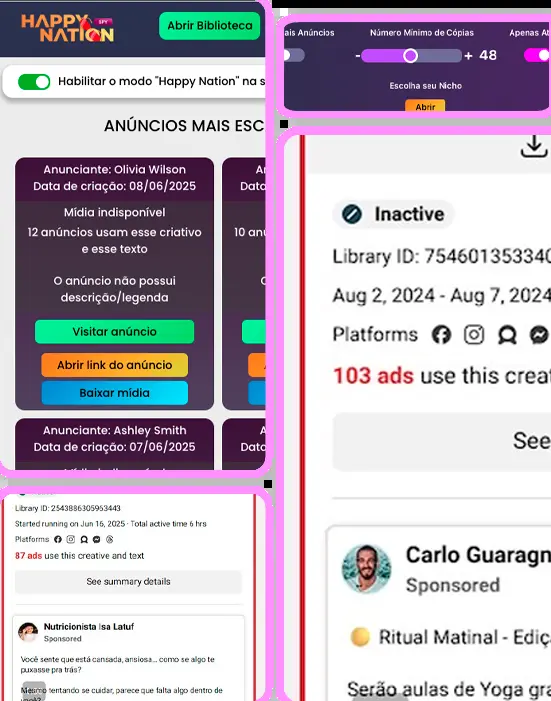 HAPPY
NATION
SPY
Abrir Biblioteca
Habilitar o modo "Happy Nation" na s
ANÚNCIOS MAIS ESC
Anunciante: Olivia Wilson
Data de criação: 08/06/2025
Mídia indisponível
12 anúncios usam esse criativo
e esse texto
O anúncio não possui
descrição/legenda
Visitar anúncio
Abrir link do anúncio
Baixar mídia
10 anú
Anunciante: Ashley Smith
Data de criação: 07/06/2025
ais Anúncios
Número Mínimo de Cópias
Apenas At
- + 48
Escolha seu Nicho
Abrir
Library ID: 2543886305963443
Started running on Jun 16, 2025 · Total active time 6 hrs
Platforms
87 ads use this creative and text
See summary details
Nutricionista Isa Latuf
Sponsored
Você sente que está cansada, ansiosa... como se algo te
puxasse pra trás?
Mesmo tentando se cuidar, parece que falta algo dentro de
você?
Inactive
Library ID: 754601353340
Aug 2, 2024 - Aug 7, 2024
Platforms
103 ads use this creat
See
Carlo Guaragn
Sponsored
Ritual Matinal - Ediç
Serão aulas de Yoga gra